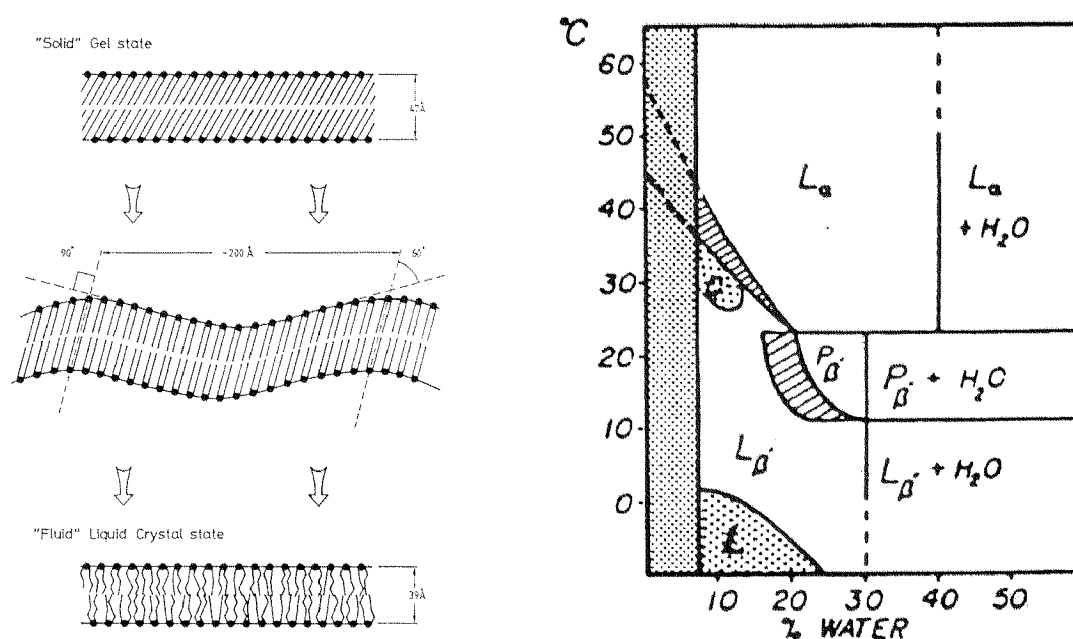 "Solid" Gel state
47Å
90°
~200 Å
60°
"Fluid" Liquid Crystal state
39Å
°C
60
50
40
30
20
10
0
Lα
Lα
+ H₂O
C
Pβ'
Pβ' + H₂O
Lβ'
Lβ' + H₂O
10 20 30 40 50
% WATER